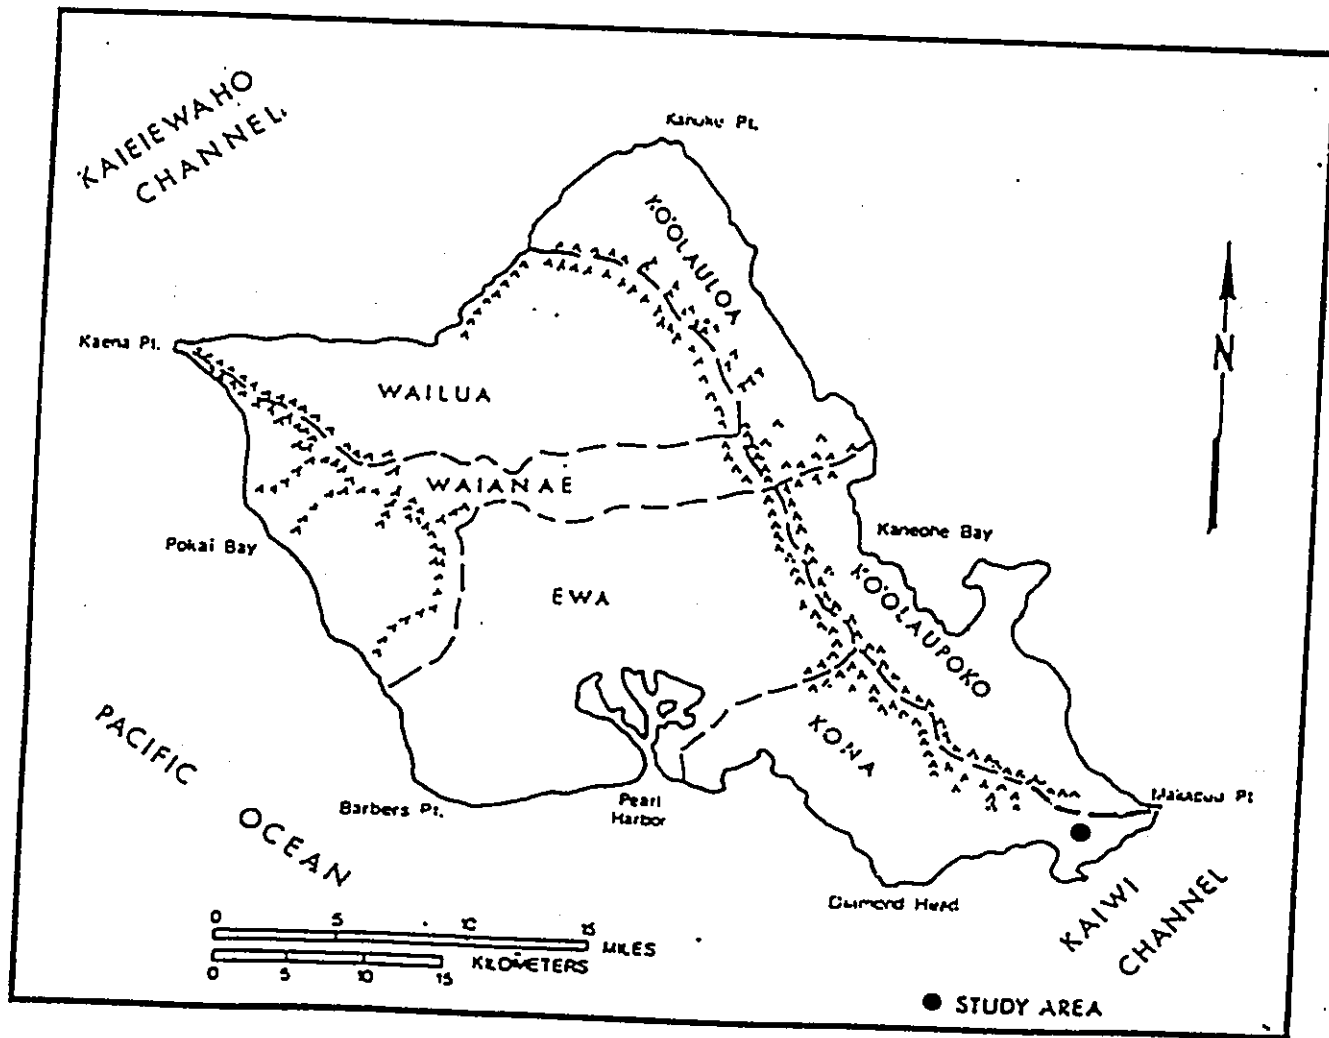 KAIEIEWAHO
CHANNEL
Kahuku Pt.
KO'OLAULOA
Kaena Pt.
WAILUA
N
WAIANAE
Pokai Bay
Kaneohe Bay
EWA
KO'OLAUPOKO
KONA
PACIFIC
OCEAN
Barbers Pt.
Pearl
Harbor
Makapuu Pt
Diamond Head
KAIWI
CHANNEL
0 5 10 15
MILES
KILOMETERS
0 5 10 15
STUDY AREA